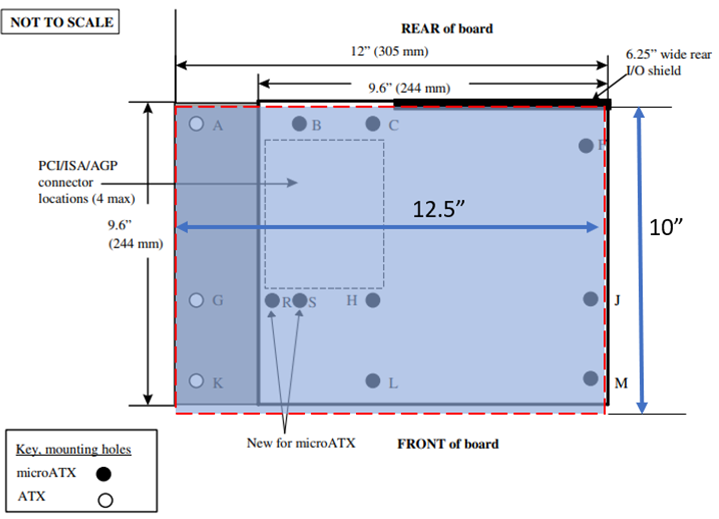 NOT TO SCALE
REAR of board
12” (305 mm)
6.25” wide rear
I/O shield
9.6” (244 mm)
A
B
C
F
PCI/ISA/AGP
connector
locations (4 max)
12.5”
10”
9.6”
(244 mm)
G
R
S
H
J
K
L
M
New for microATX
FRONT of board
Key, mounting holes
microATX
ATX